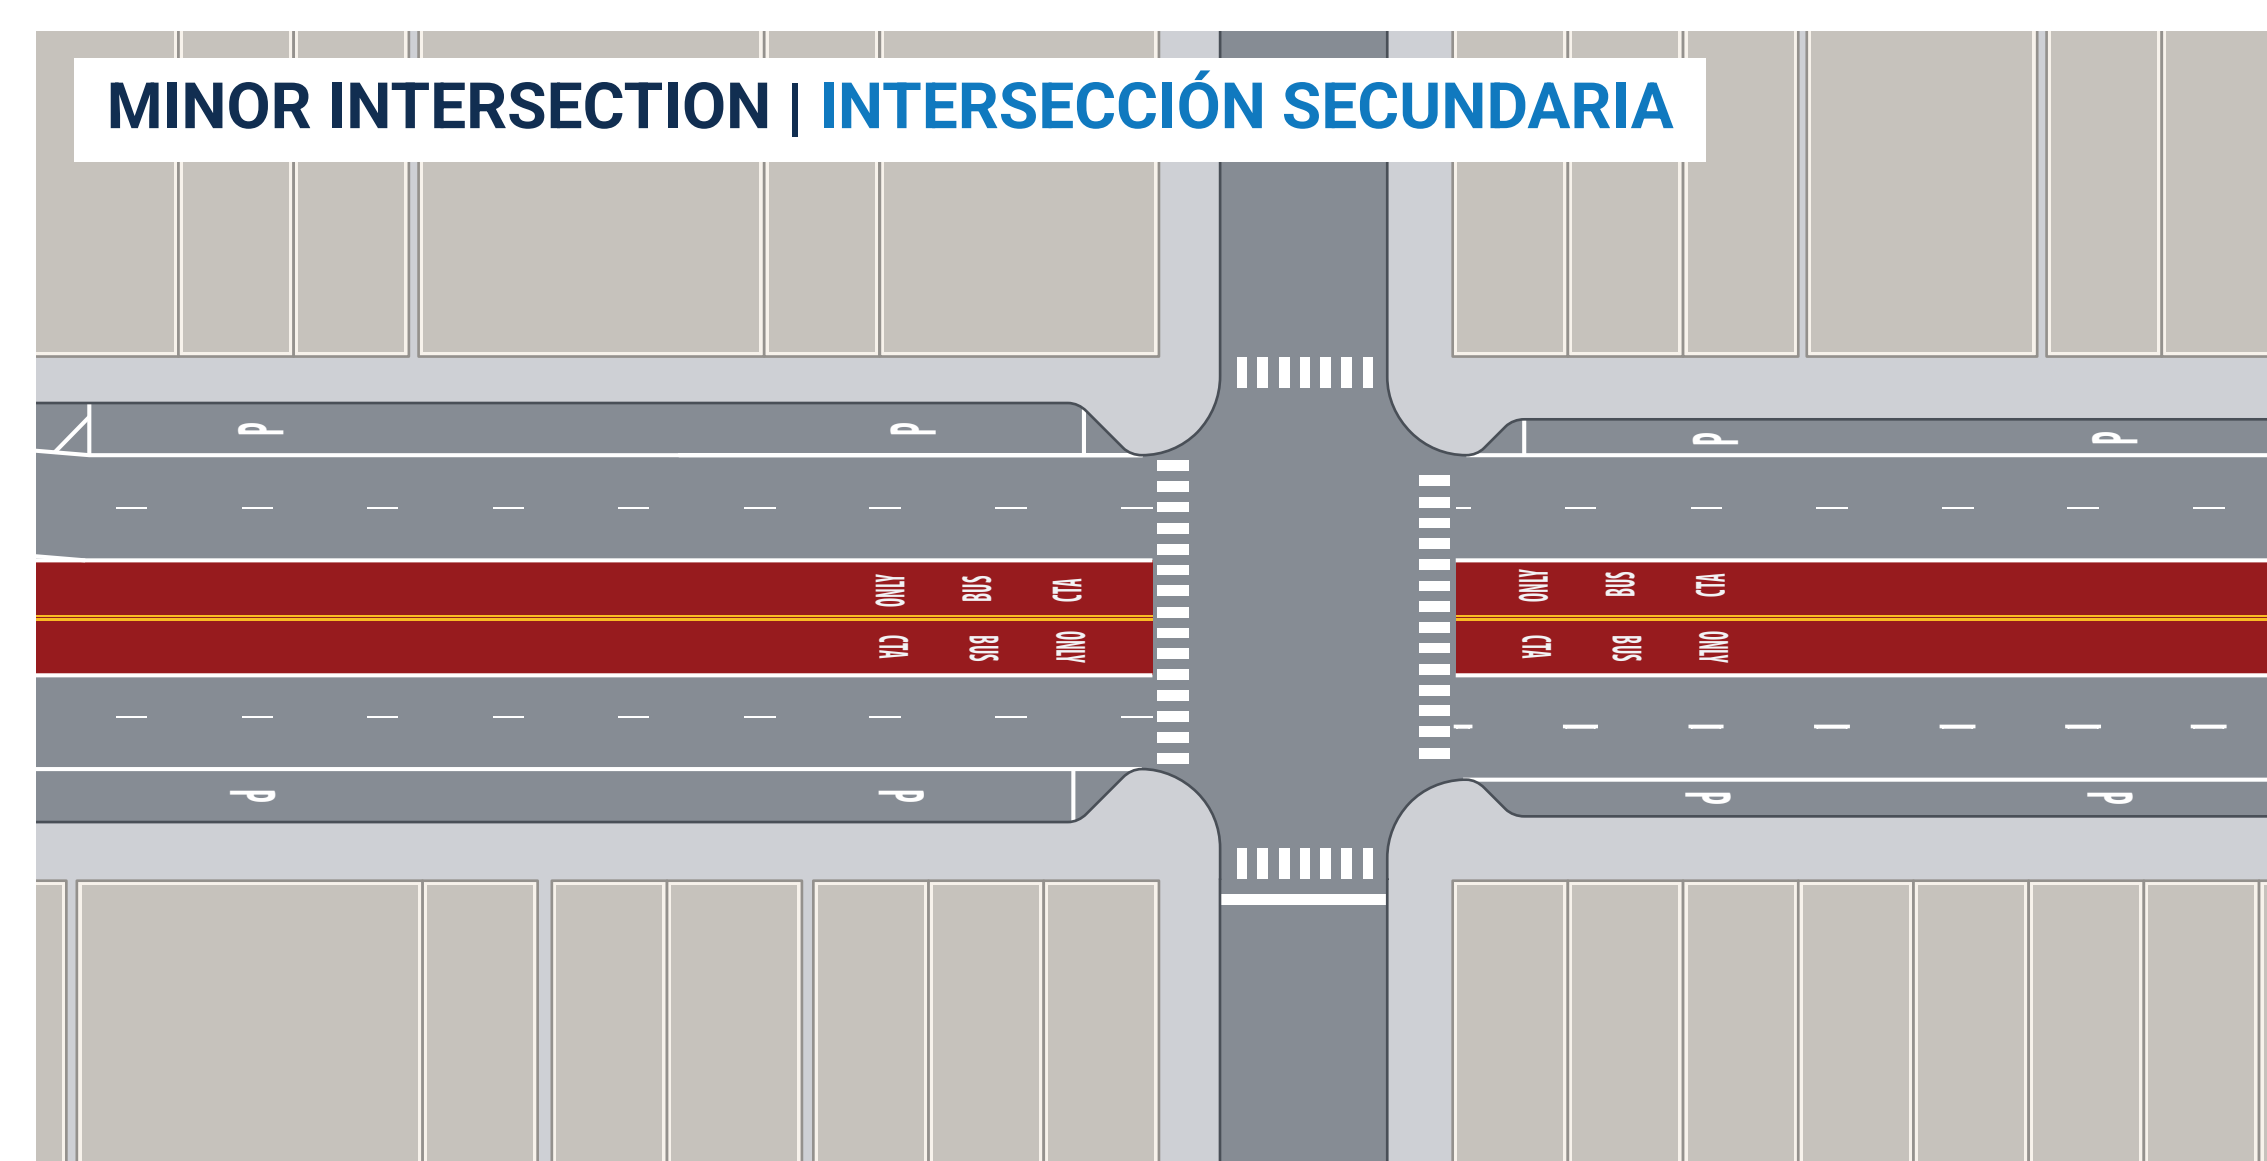 MINOR INTERSECTION | INTERSECCIÓN SECUNDARIA
P P P P
ONLY BUS CTA ONLY BUS CTA
CTA BUS ONLY CTA BUS ONLY
P P P P